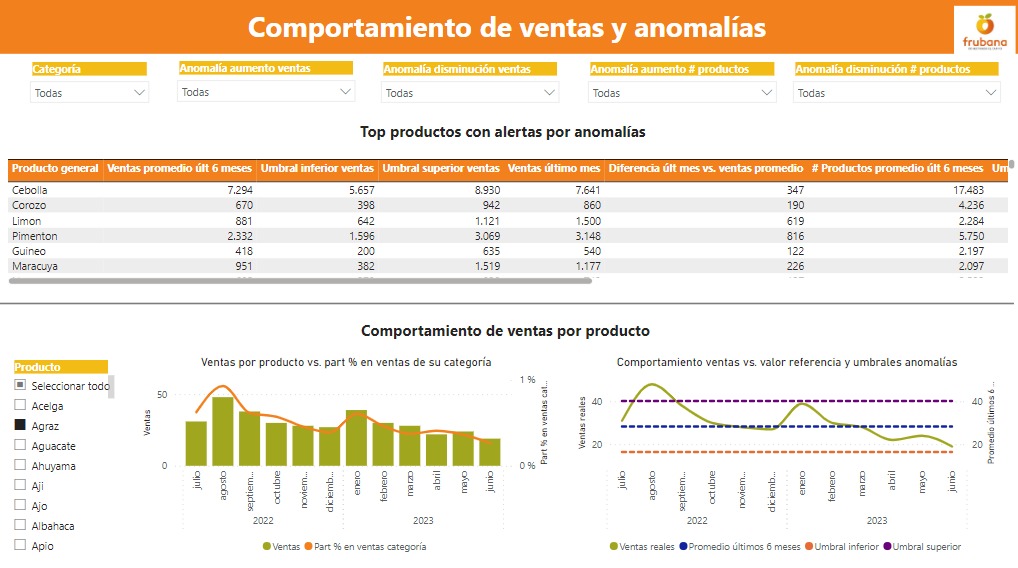 Comportamiento de ventas y anomalías
frubana
Categoría
Anomalía aumento ventas
Anomalía disminución ventas
Anomalía aumento # productos
Anomalía disminución # productos
Todas
Todas
Todas
Todas
Todas
Top productos con alertas por anomalías
Producto general Ventas promedio últ 6 meses Umbral inferior ventas Umbral superior ventas Ventas último mes Diferencia últ mes vs. ventas promedio # Productos promedio últ 6 meses Um
Cebolla 7.294 5.657 8.930 7.641 347 17.483
Corozo 670 398 942 860 190 4.236
Limon 881 642 1.121 1.500 619 2.284
Pimenton 2.332 1.596 3.069 3.148 816 5.750
Guineo 418 200 635 540 122 2.197
Maracuya 951 382 1.519 1.177 226 2.097
Comportamiento de ventas por producto
Producto
Seleccionar todo
Acelga
Agraz
Aguacate
Ahuyama
Aji
Ajo
Albahaca
Apio
Ventas por producto vs. part % en ventas de su categoría
Ventas
50
0
1 %
0 %
Part % en ventas cat...
julio agosto septiem... octubre noviem... diciemb... enero febrero marzo abril mayo junio
2022 2023
Ventas Part % en ventas categoría
Comportamiento ventas vs. valor referencia y umbrales anomalías
Ventas reales
40
20
40
20
Promedio últimos 6 ...
julio agosto septiem... octubre noviem... diciemb... enero febrero marzo abril mayo junio
2022 2023
Ventas reales Promedio últimos 6 meses Umbral inferior Umbral superior